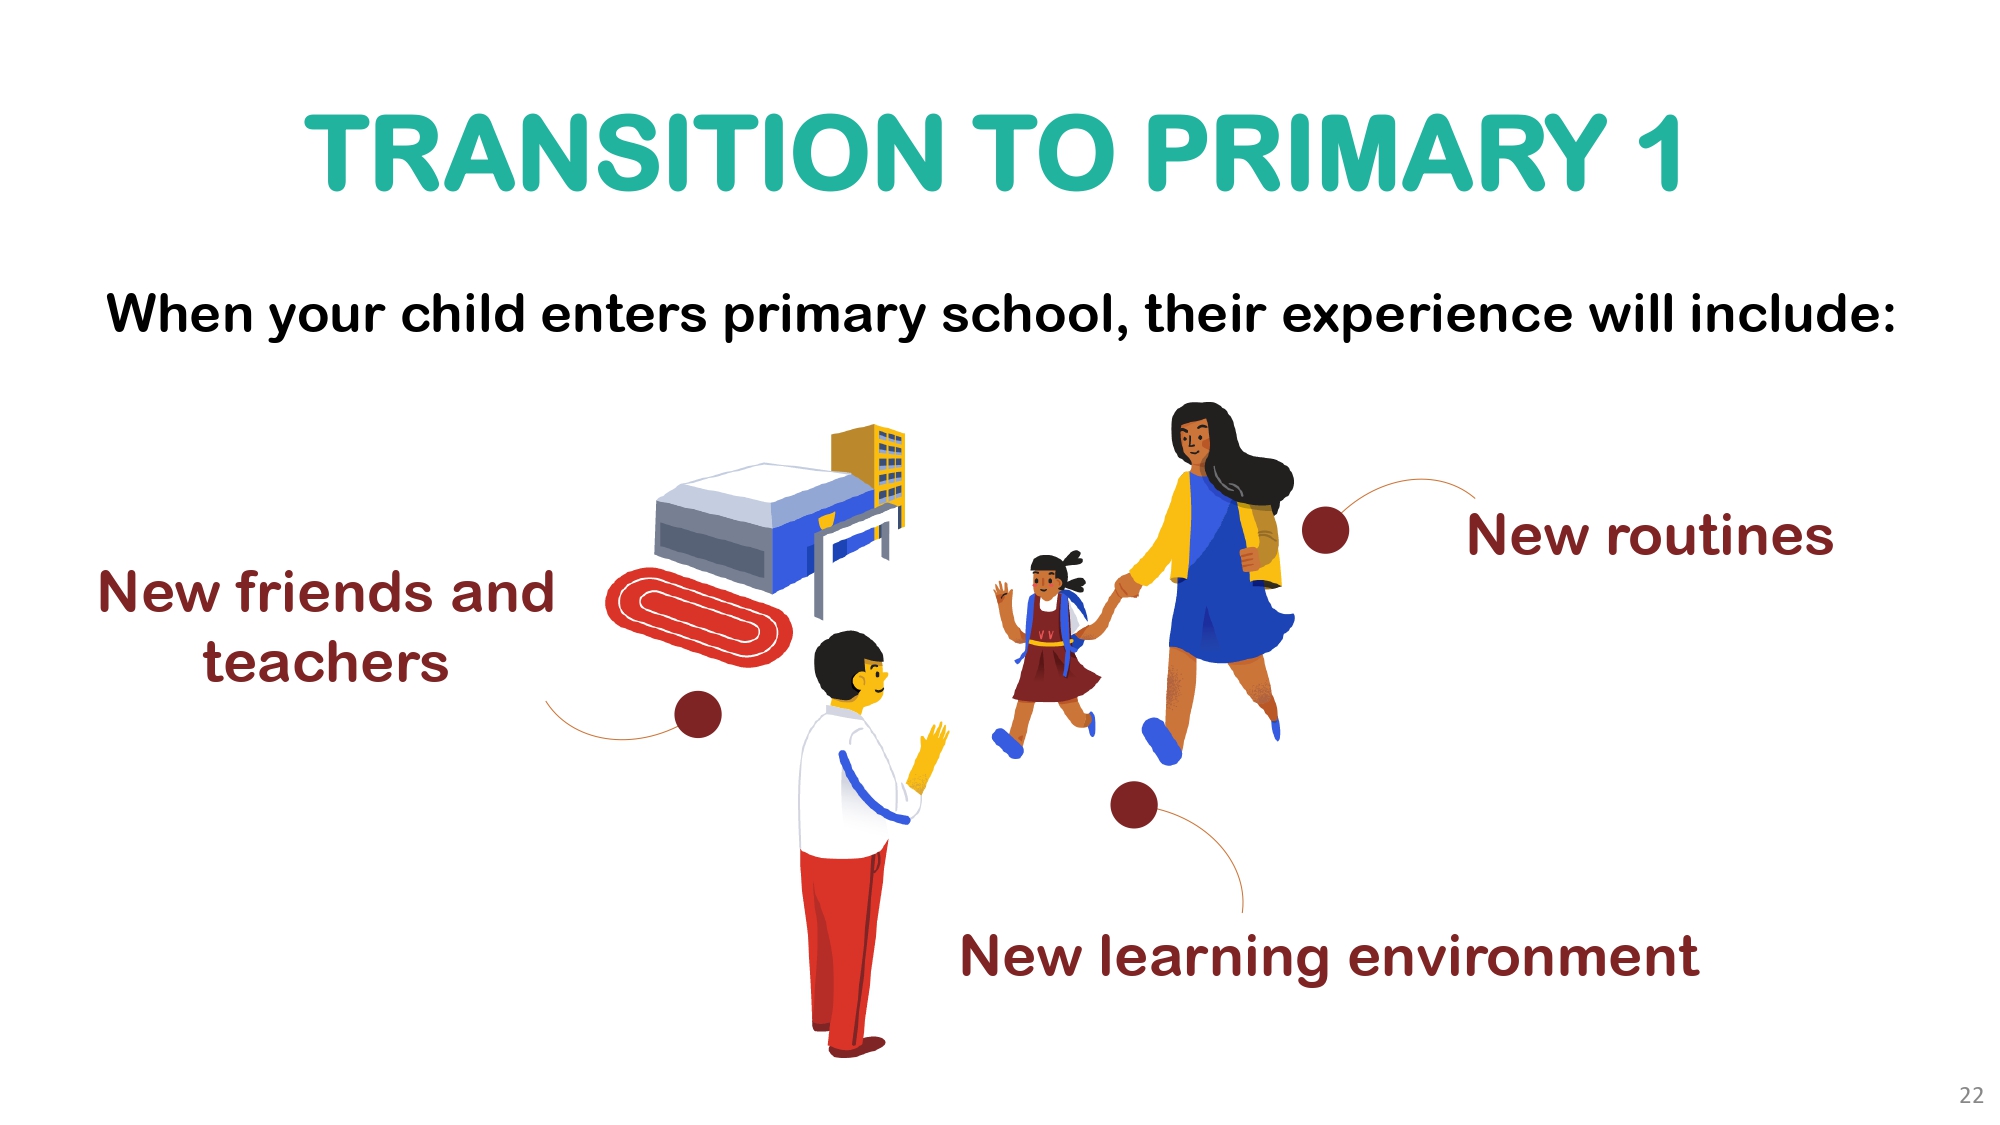 TRANSITION TO PRIMARY 1
When your child enters primary school, their experience will include:
New friends and
teachers
New routines
New learning environment
22